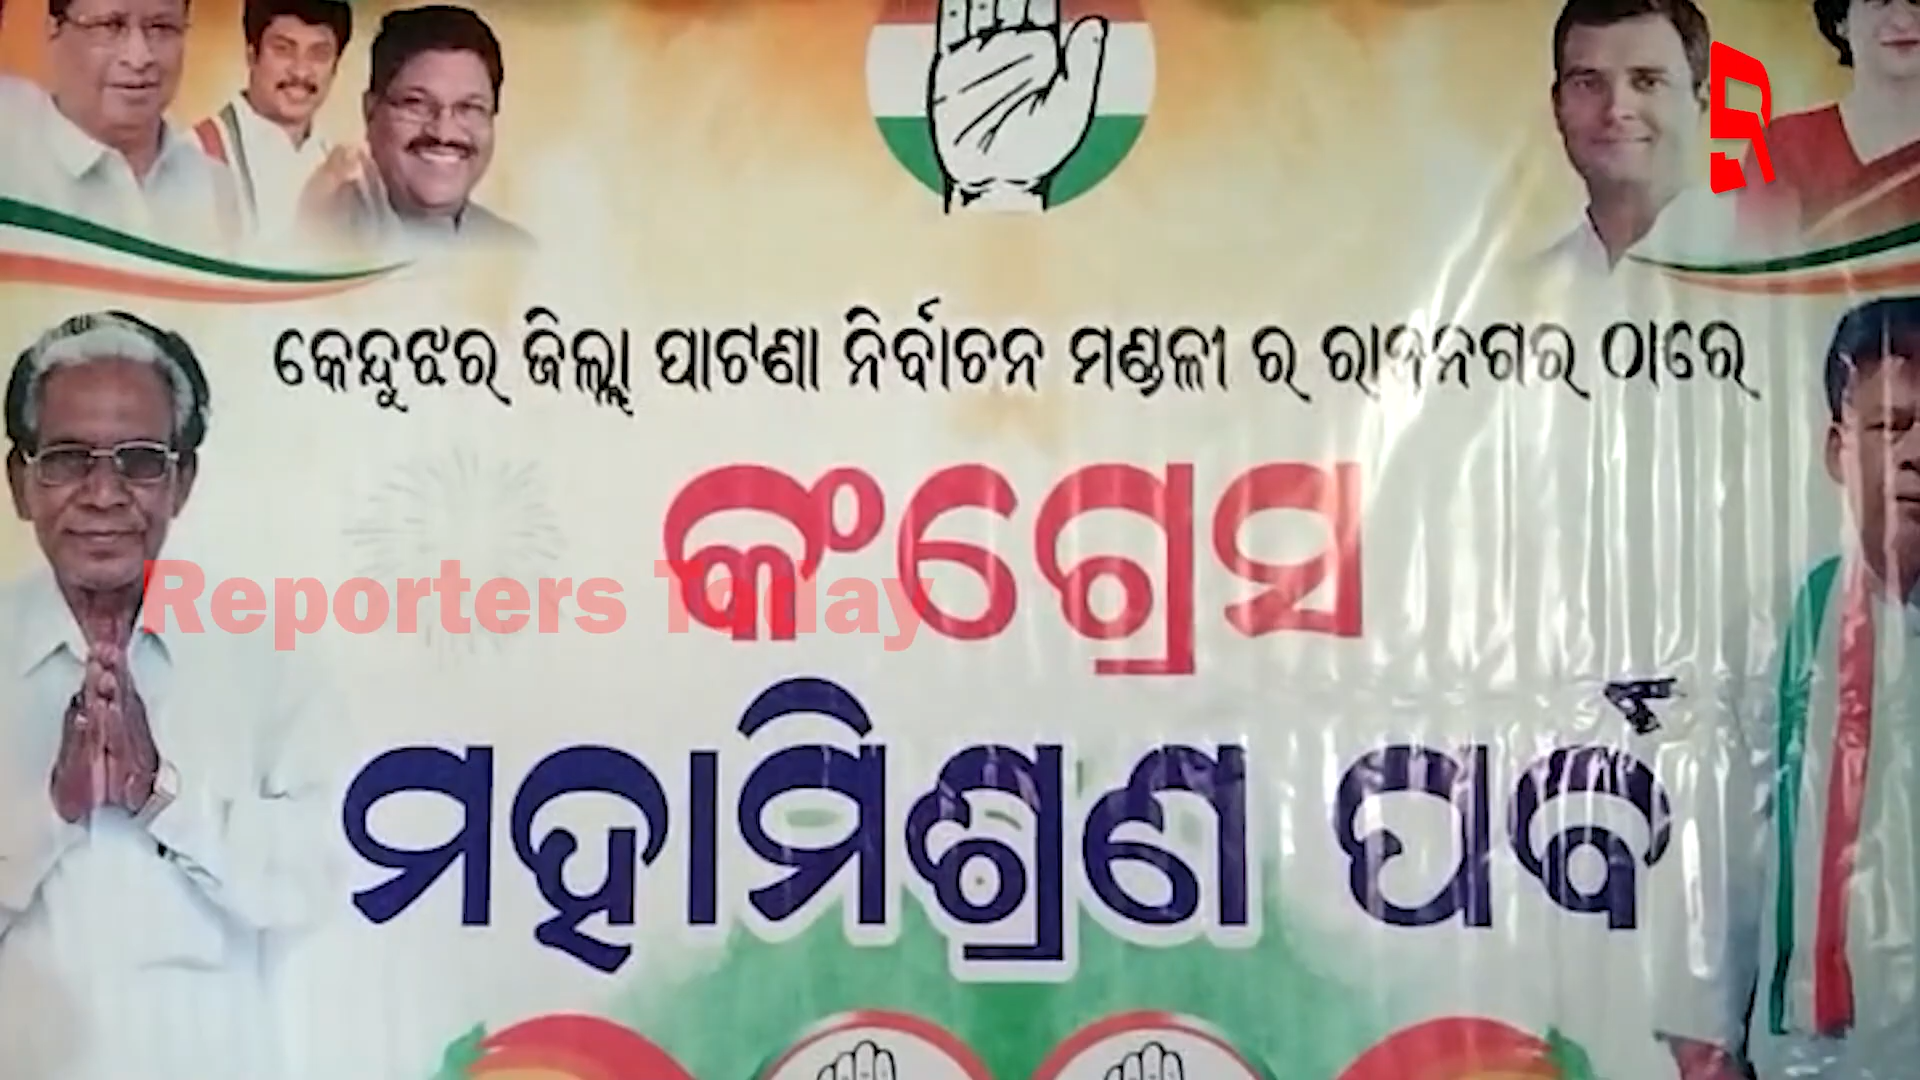 କେନ୍ଦୁଝର ଜିଲ୍ଲା ପାଟଣା ନିର୍ବାଚନ ମଣ୍ଡଳୀ ର ରାଜନଗର ଠାରେ
କଂଗ୍ରେସ
Reporters Today
ମହାମିଶ୍ରଣ ପର୍ବ